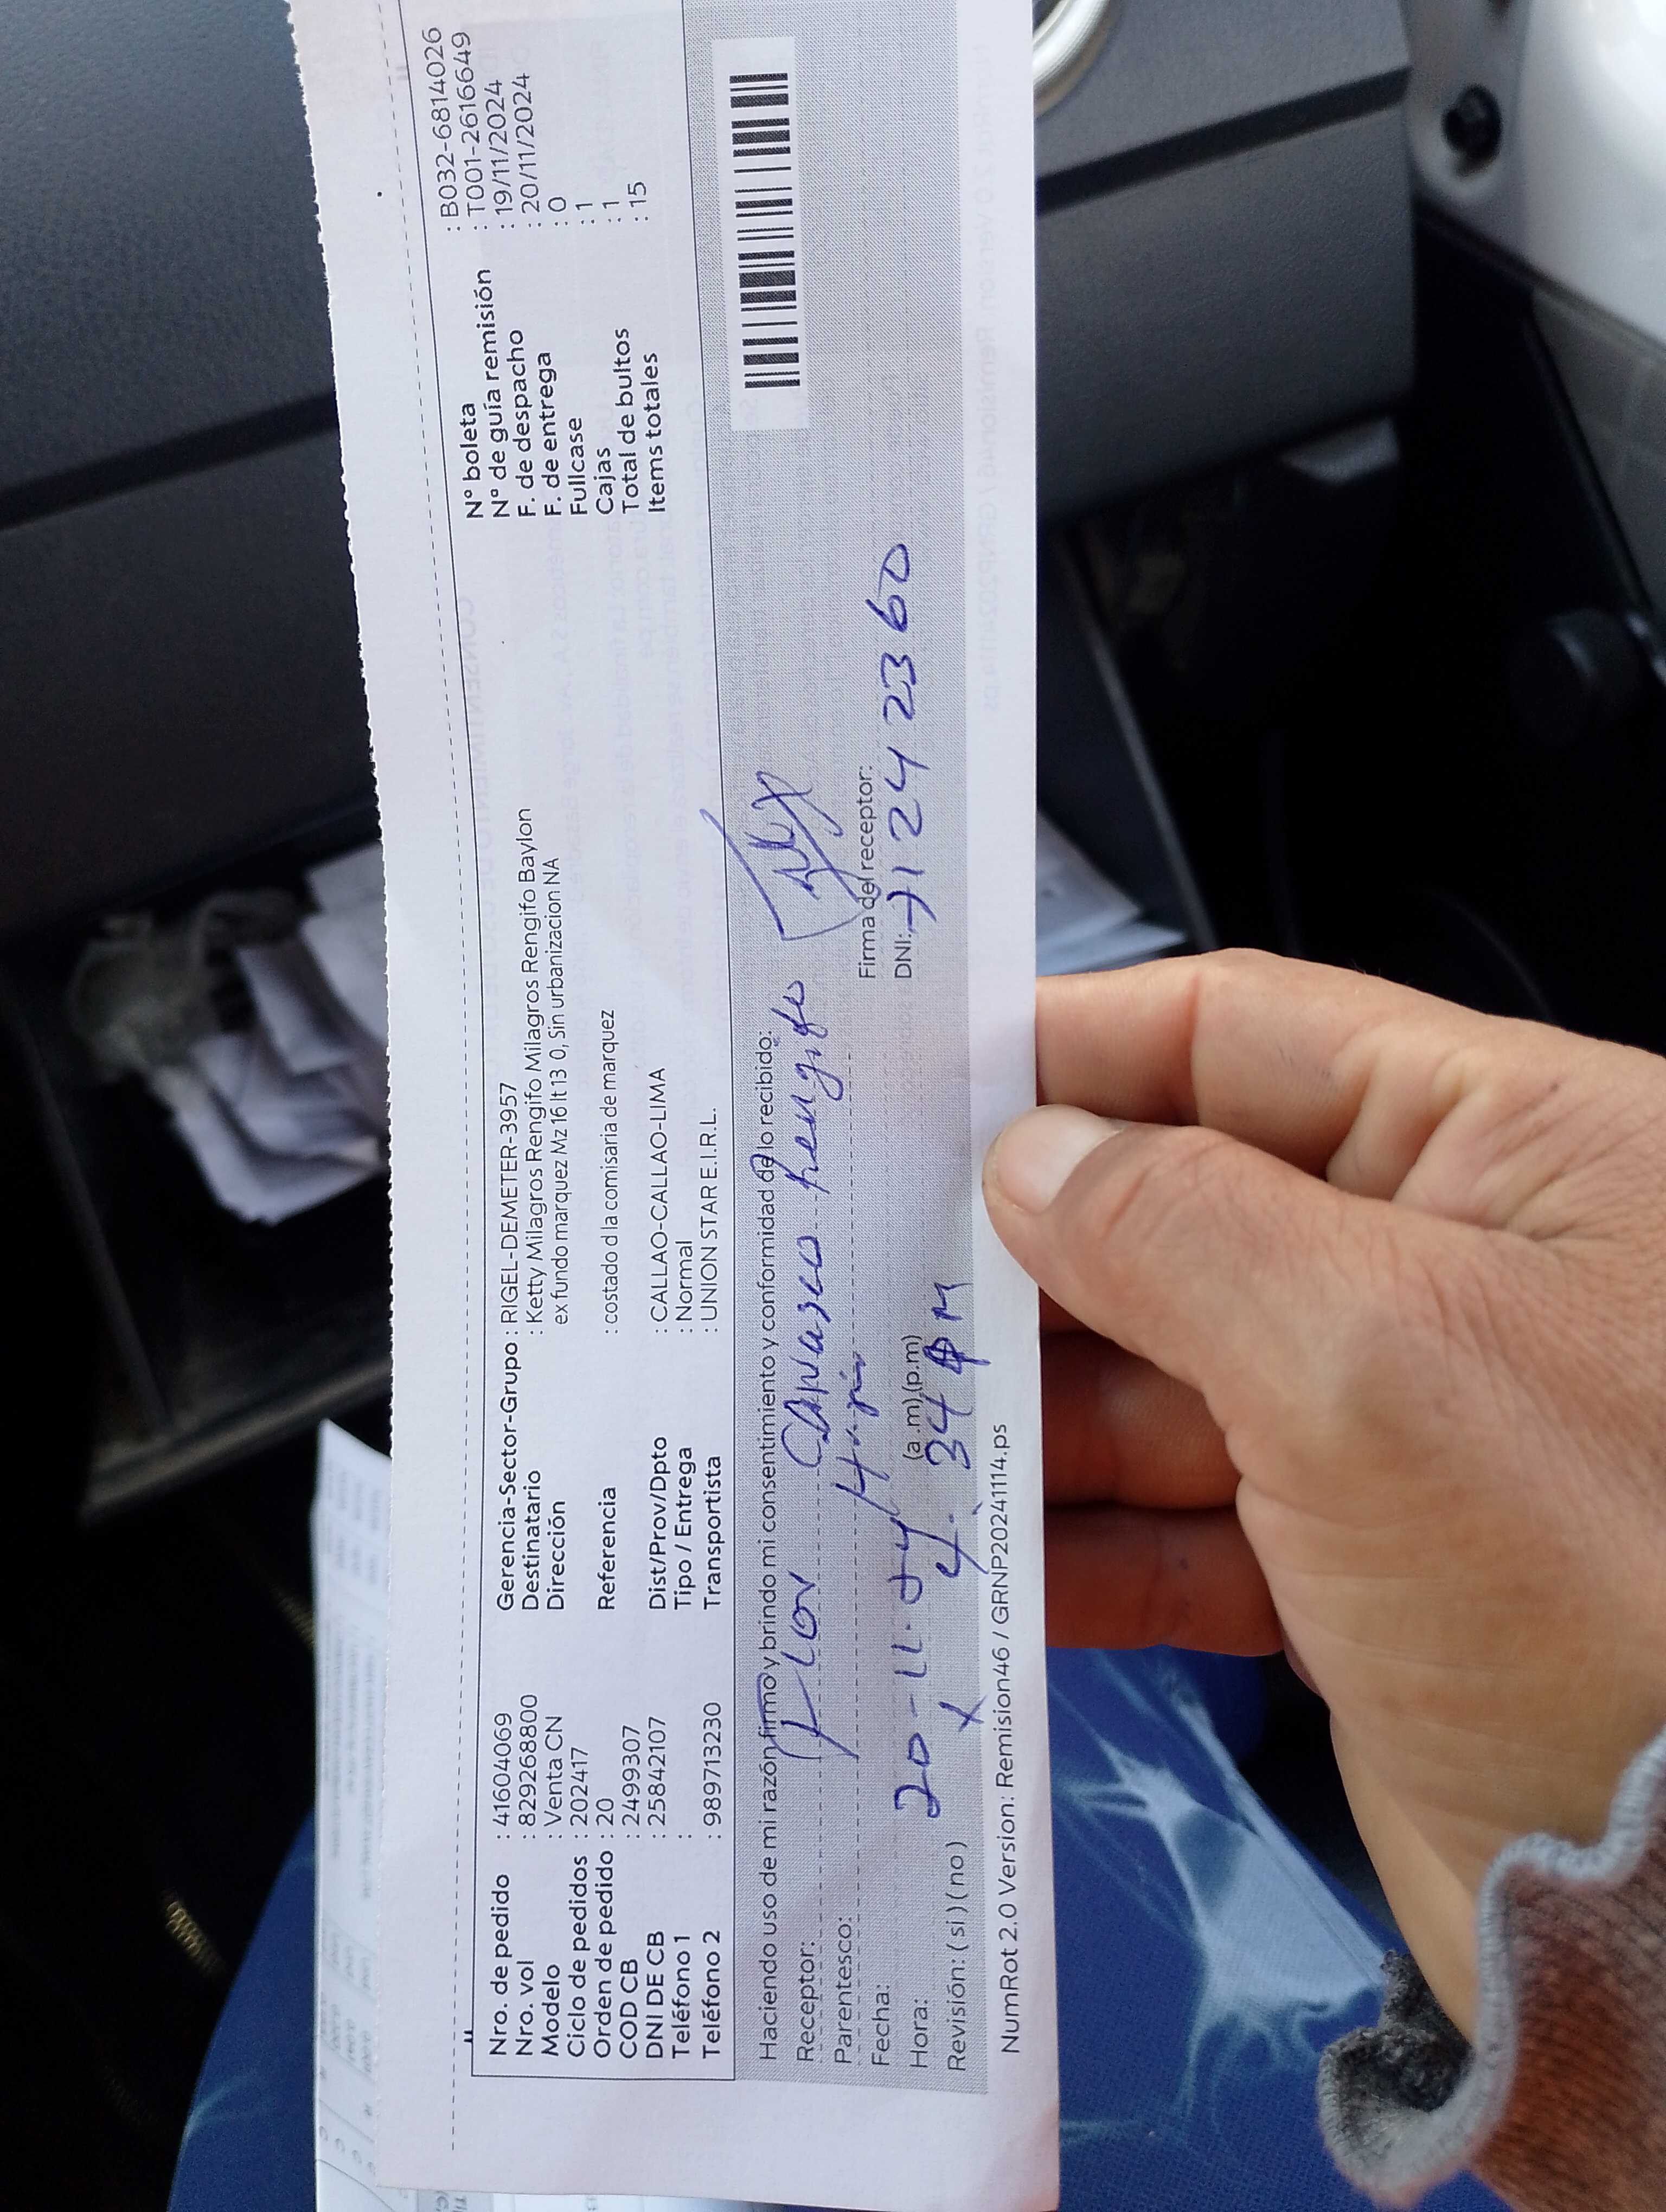 Nro. de pedido : 41604069 Gerencia-Sector-Grupo : RIGEL-DEMETER-3957 N° boleta : B032-6814026
Nro. vol : 829268800 Destinatario : Ketty Milagros Rengifo Milagros Rengifo Baylon N° de guía remisión : T001-2616649
Modelo : Venta CN Dirección ex fundo marquez Mz 16 lt 13 0, Sin urbanizacion NA F. de despacho : 19/11/2024
Ciclo de pedidos : 202417 F. de entrega : 20/11/2024
Orden de pedido : 20 Referencia : costado d la comisaria de marquez Fullcase : 0
COD CB : 2499307 Cajas : 1
DNI DE CB : 25842107 Dist/Prov/Dpto : CALLAO-CALLAO-LIMA Total de bultos : 1
Teléfono 1 : Tipo / Entrega : Normal Items totales : 15
Teléfono 2 : 989713230 Transportista : UNION STAR E.I.R.L.
Haciendo uso de mi razón firmo y brindo mi consentimiento y conformidad de lo recibido:
Receptor: Flor Carrasco Rengifo
Parentesco:
Firma del receptor:
Fecha: 20-11-24
DNI: 71242360
Hora: (a.m) (p.m) 4:34 PM
Revisión: ( si ) ( no ) X
NumRot 2.0 Version: Remision46 / GRNP20241114.ps